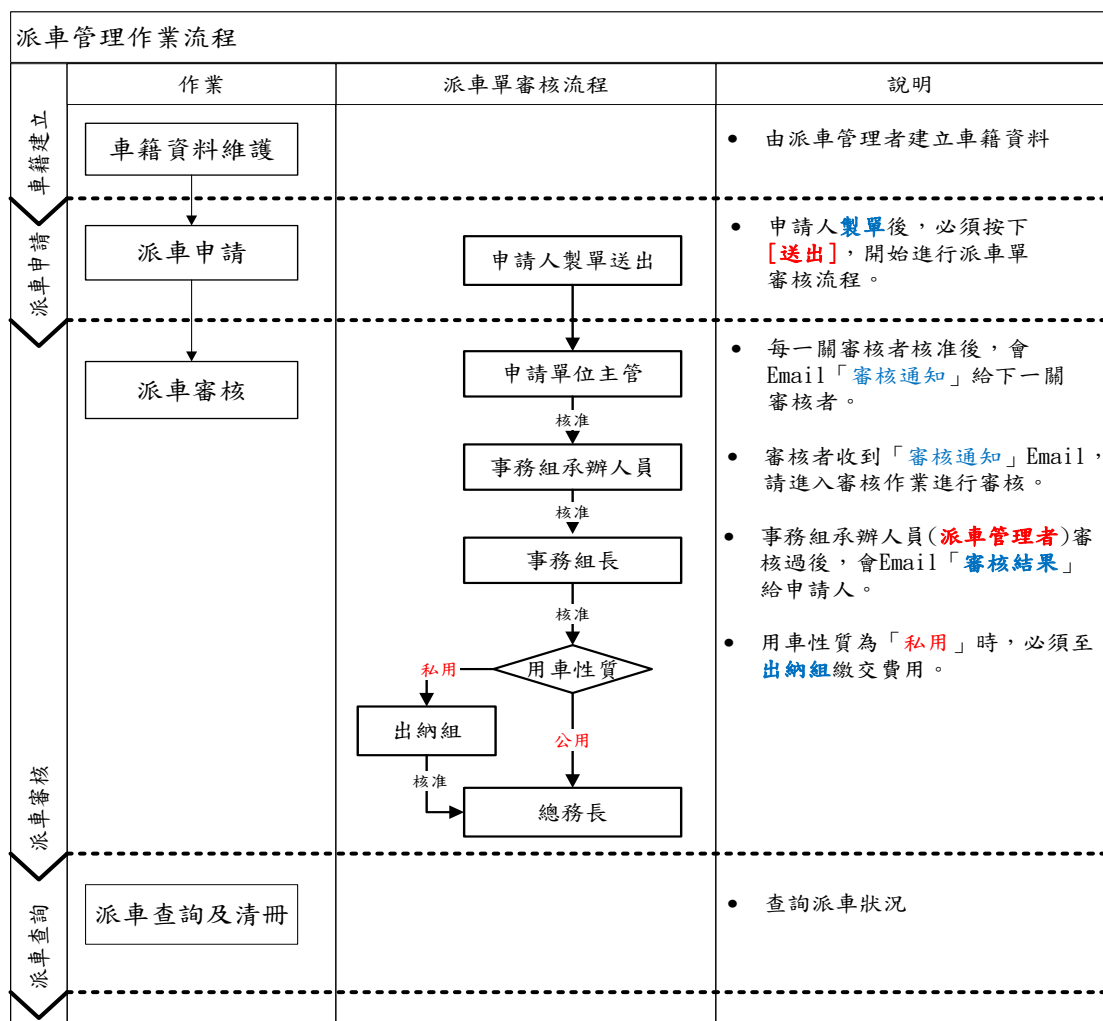 派車管理作業流程
作業
派車單審核流程
說明
車籍建立
車籍資料維護
• 由派車管理者建立車籍資料
派車申請
派車申請
申請人製單送出
• 申請人製單後，必須按下
[送出]，開始進行派車單
審核流程。
派車審核
派車審核
申請單位主管
核准
事務組承辦人員
核准
事務組長
核准
用車性質
私用
出納組
公用
核准
總務長
• 每一關審核者核准後，會
Email「審核通知」給下一關
審核者。
• 審核者收到「審核通知」Email，
請進入審核作業進行審核。
• 事務組承辦人員(派車管理者)審
核過後，會Email「審核結果」
給申請人。
• 用車性質為「私用」時，必須至
出納組繳交費用。
派車查詢
派車查詢及清冊
• 查詢派車狀況